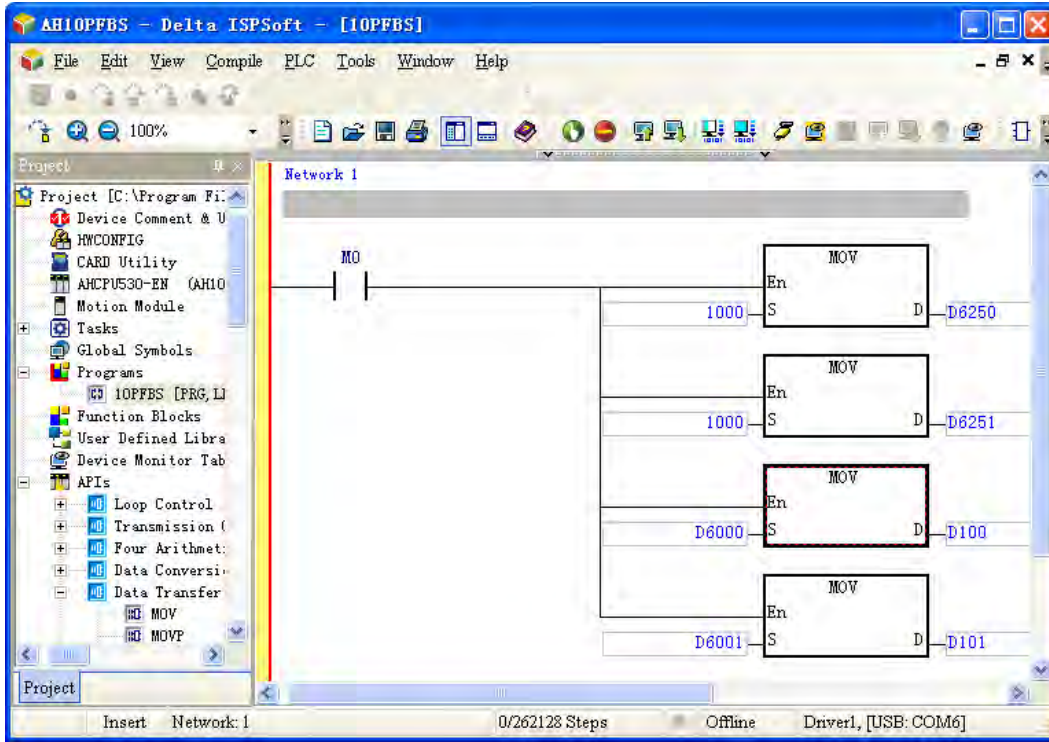 AH10PFBS - Delta ISPSoft - [10PFBS]
File Edit View Compile PLC Tools Window Help
100%
Project
Project [C:\Program Fi
Device Comment & U
HWCONFIG
CARD Utility
AHCPU530-EN (AH10
Motion Module
Tasks
Global Symbols
Programs
10PFBS [PRG, LI
Function Blocks
User Defined Libra
Device Monitor Tab
APIs
Loop Control
Transmission (
Four Arithmet:
Data Conversi
Data Transfer
MOV
MOVP
Project
Network 1
M0
MOV
En
1000 S D D6250
MOV
En
1000 S D D6251
MOV
En
D6000 S D D100
MOV
En
D6001 S D D101
Insert Network: 1 0/262128 Steps Offline Driver1, [USB: COM6]